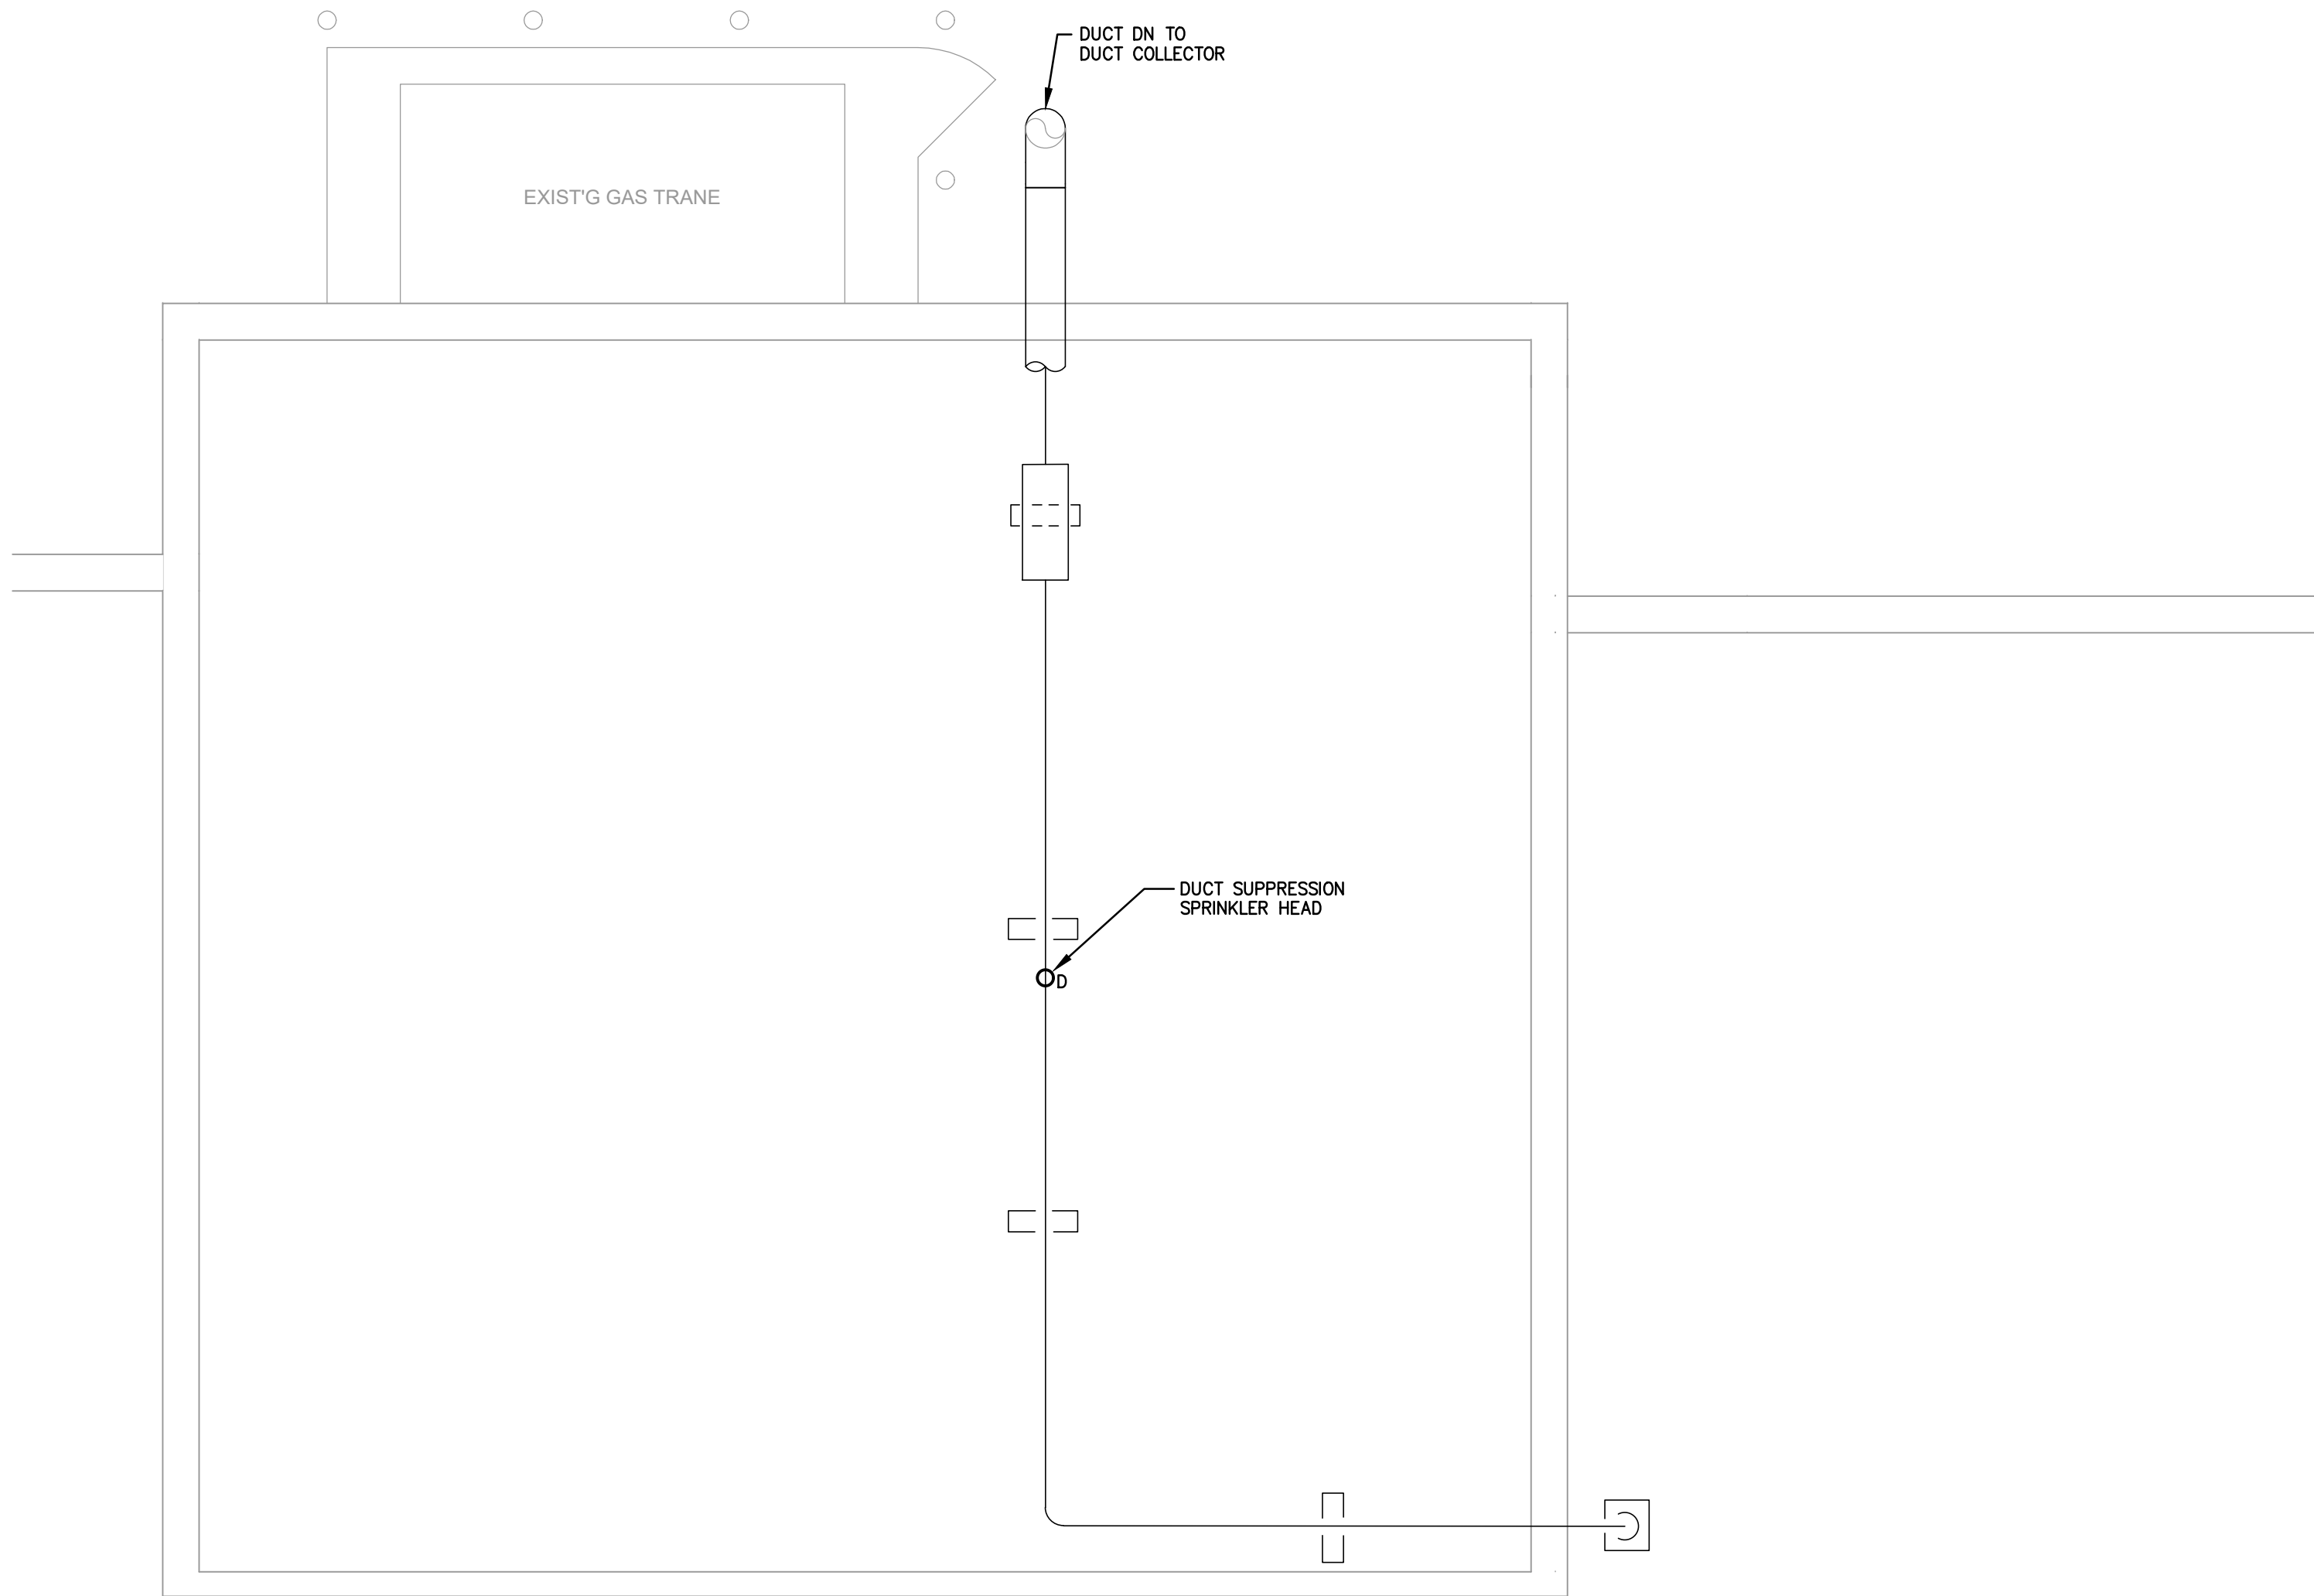 DUCT DN TO
DUCT COLLECTOR
EXIST'G GAS TRANE
DUCT SUPPRESSION
SPRINKLER HEAD
D